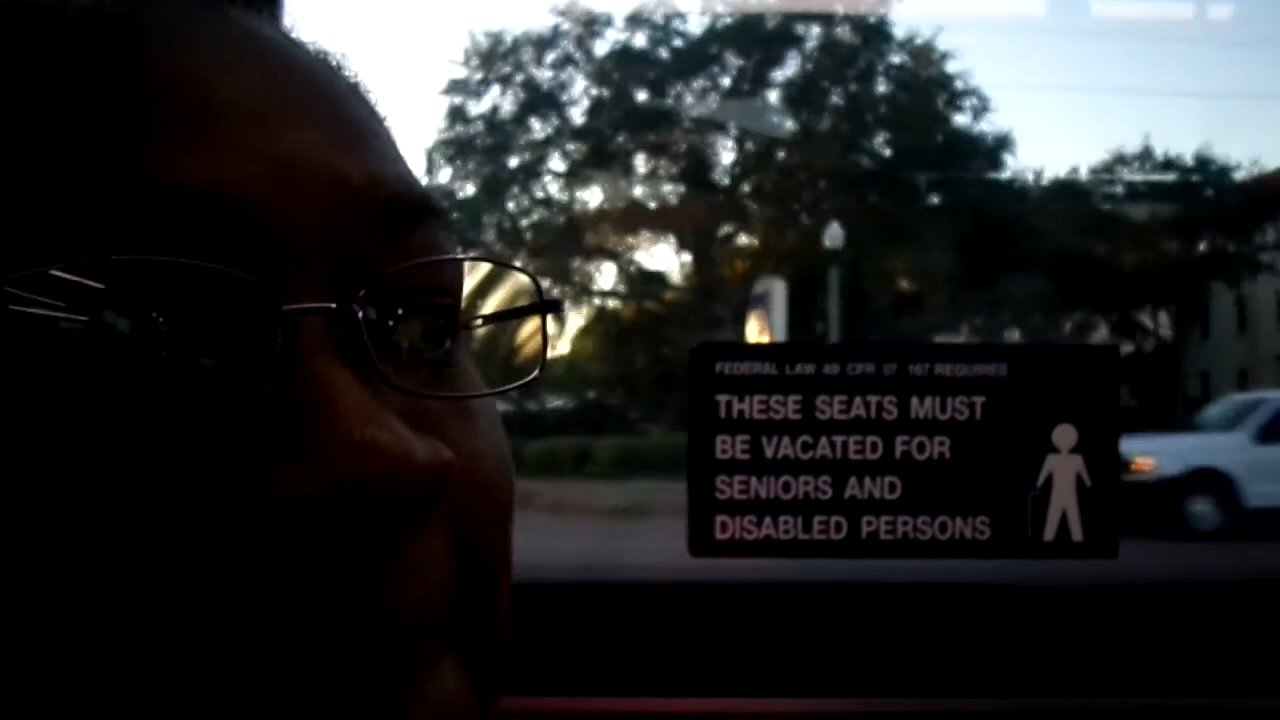 FEDERAL LAW 49 CFR 37 167 REQUIRES
THESE SEATS MUST
BE VACATED FOR
SENIORS AND
DISABLED PERSONS